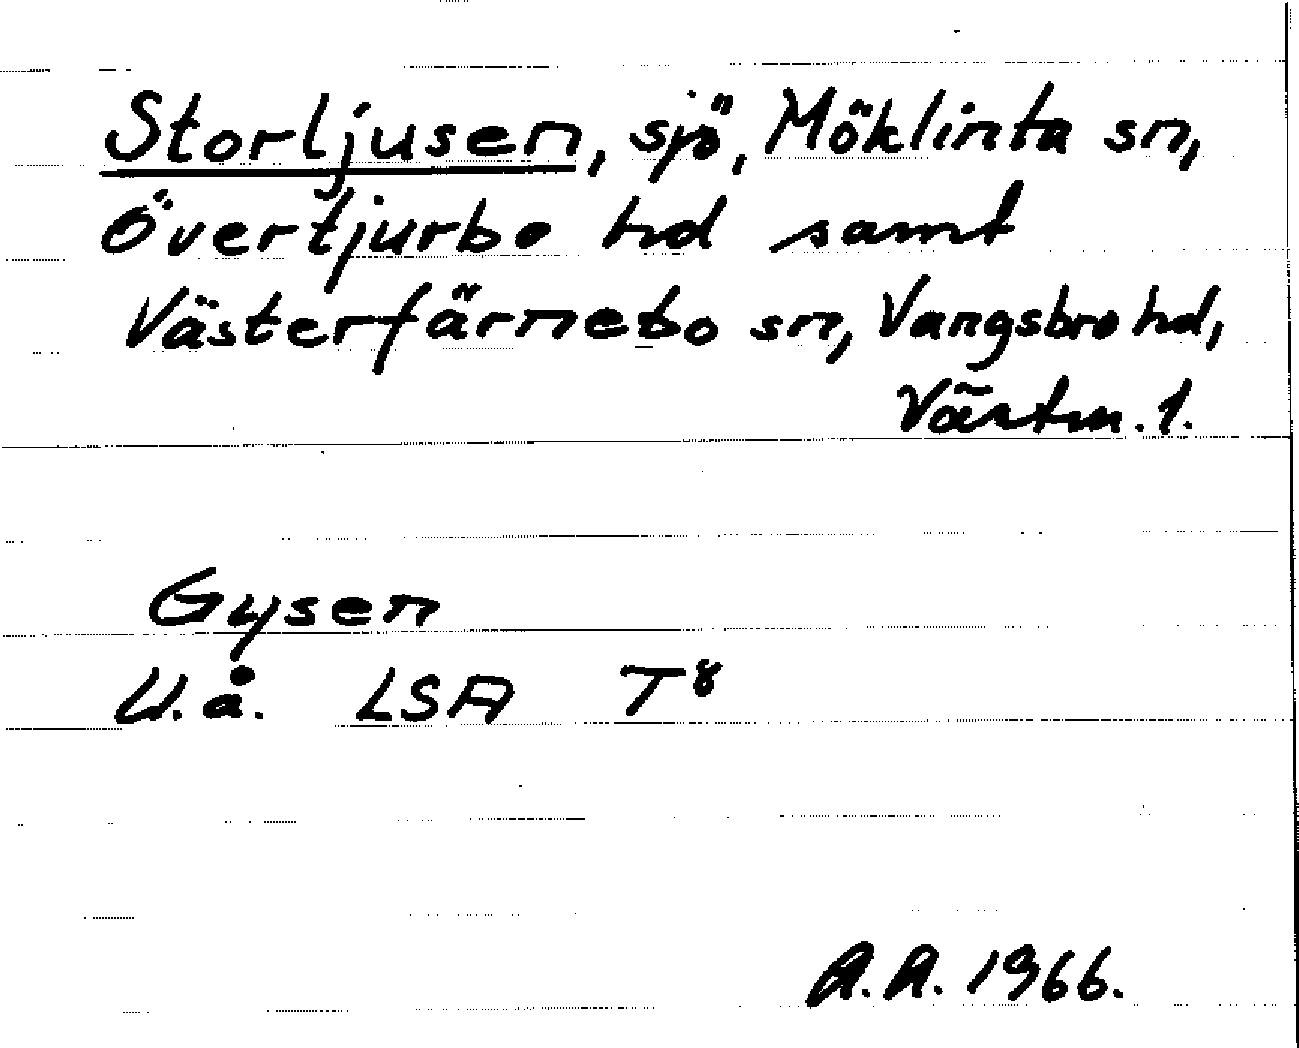 Storljusen, sjö, Möklinta sn,
Övertjurbo hd samt
Västerfärnebo sn, Vangsbro hd,
Västm. l.
Gysen
U.å. LSA T8
A.A. 1966.